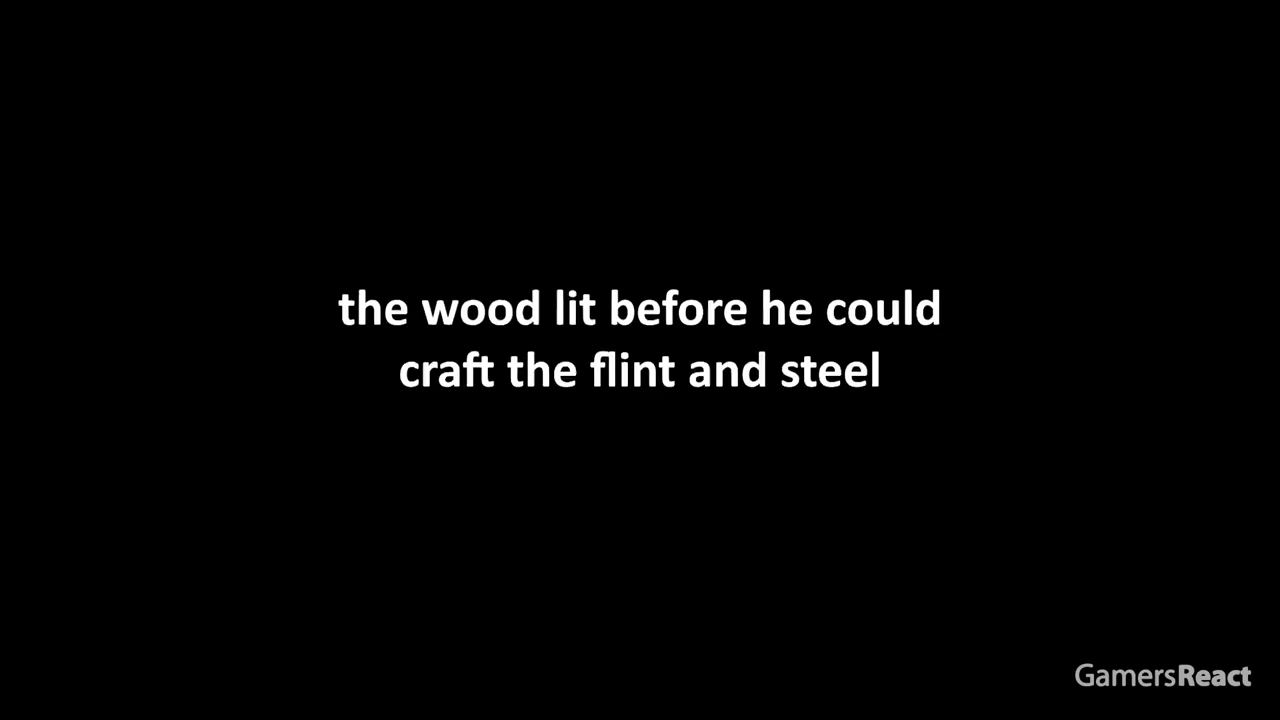 the wood lit before he could
craft the flint and steel
GamersReact